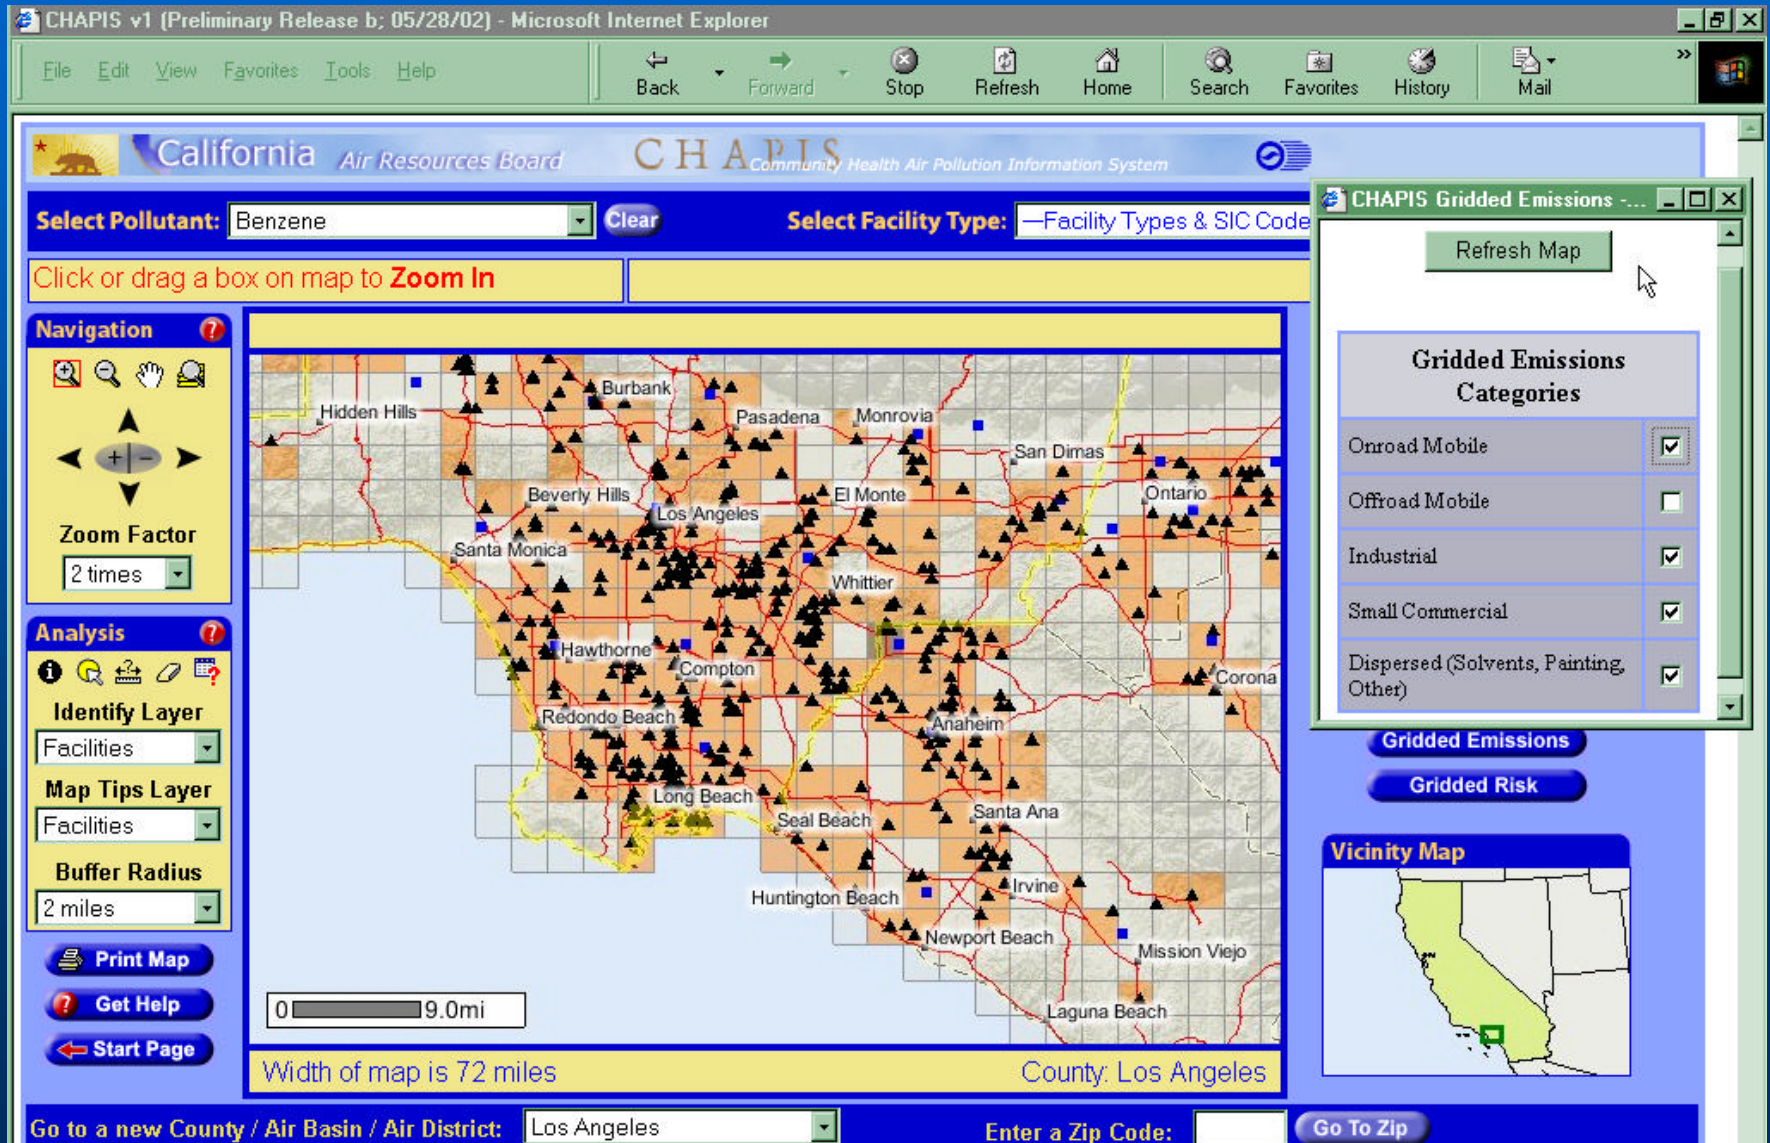 CHAPIS v1 (Preliminary Release b; 05/28/02) - Microsoft Internet Explorer
File Edit View Favorites Tools Help
Back Forward Stop Refresh Home Search Favorites History Mail »
California Air Resources Board CHAPIS Community Health Air Pollution Information System
Select Pollutant: Benzene Clear Select Facility Type: —Facility Types & SIC Code
Click or drag a box on map to Zoom In
CHAPIS Gridded Emissions -...
Refresh Map
Gridded Emissions
Categories
Onroad Mobile
Offroad Mobile
Industrial
Small Commercial
Dispersed (Solvents, Painting,
Other)
Navigation ?
+ -
Zoom Factor
2 times
Analysis ?
Identify Layer
Facilities
Map Tips Layer
Facilities
Buffer Radius
2 miles
Print Map
? Get Help
Start Page
Burbank
Hidden Hills
Pasadena
Monrovia
San Dimas
Beverly Hills
El Monte
Ontario
Los Angeles
Santa Monica
Whittier
Hawthorne
Compton
Corona
Redondo Beach
Anaheim
Long Beach
Seal Beach
Santa Ana
Irvine
Huntington Beach
Newport Beach
Mission Viejo
Laguna Beach
0 9.0mi
Width of map is 72 miles County: Los Angeles
Gridded Emissions
Gridded Risk
Vicinity Map
Go to a new County / Air Basin / Air District: Los Angeles Enter a Zip Code: Go To Zip